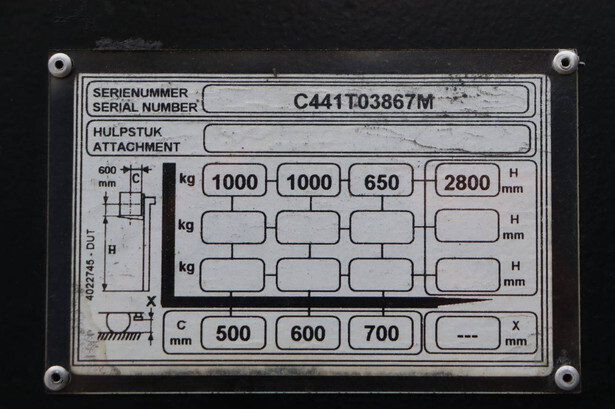 SERIENUMMER
SERIAL NUMBER C441T03867M
HULPSTUK
ATTACHMENT
600 mm C
kg 1000 1000 650 2800 H mm
kg H mm
H
kg H mm
4022745 - DUT
X
C mm 500 600 700 --- X mm